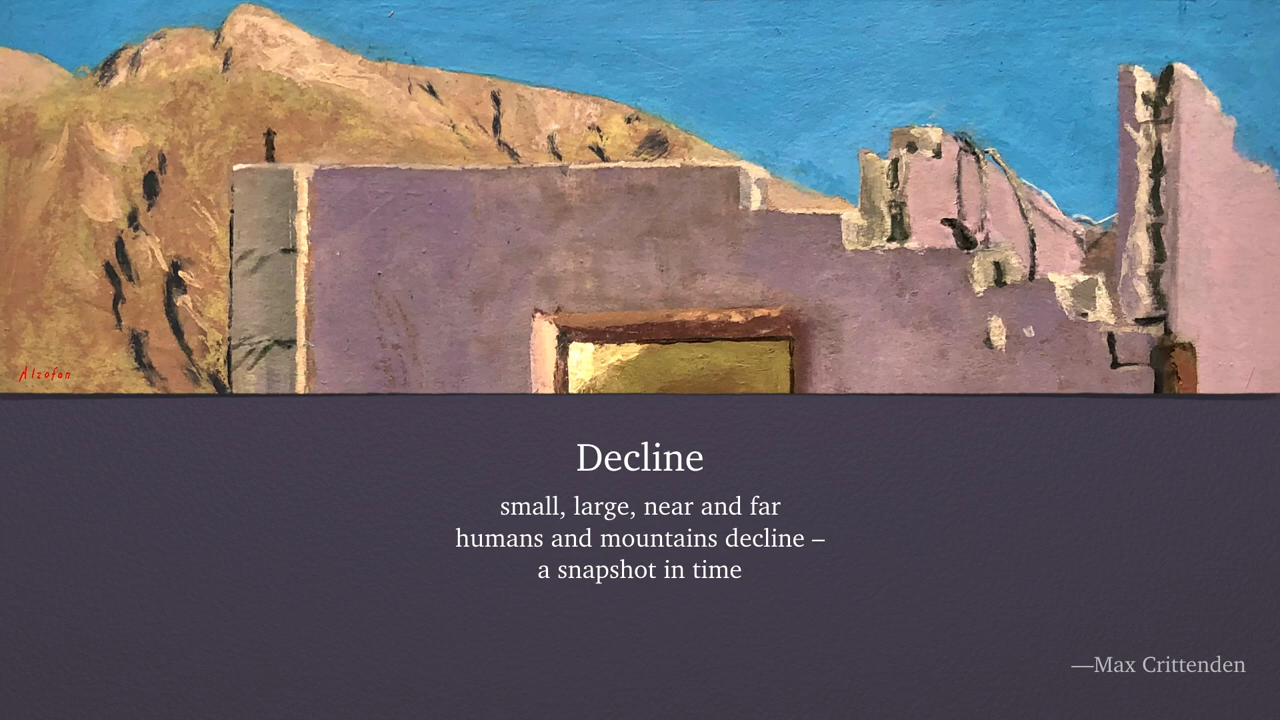 Alzofon
Decline
small, large, near and far
humans and mountains decline –
a snapshot in time
—Max Crittenden